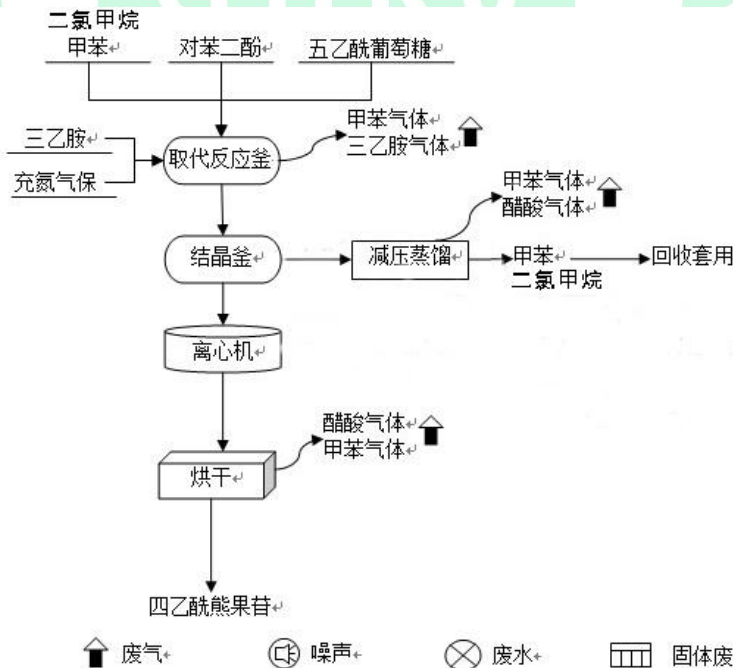 二氯甲烷
甲苯
对苯二酚
五乙酰葡萄糖
甲苯气体
三乙胺气体
三乙胺
充氮气保
取代反应釜
甲苯气体
醋酸气体
结晶釜
减压蒸馏
甲苯
二氯甲烷
回收套用
离心机
醋酸气体
甲苯气体
烘干
四乙酰熊果苷
废气
噪声
废水
固体废